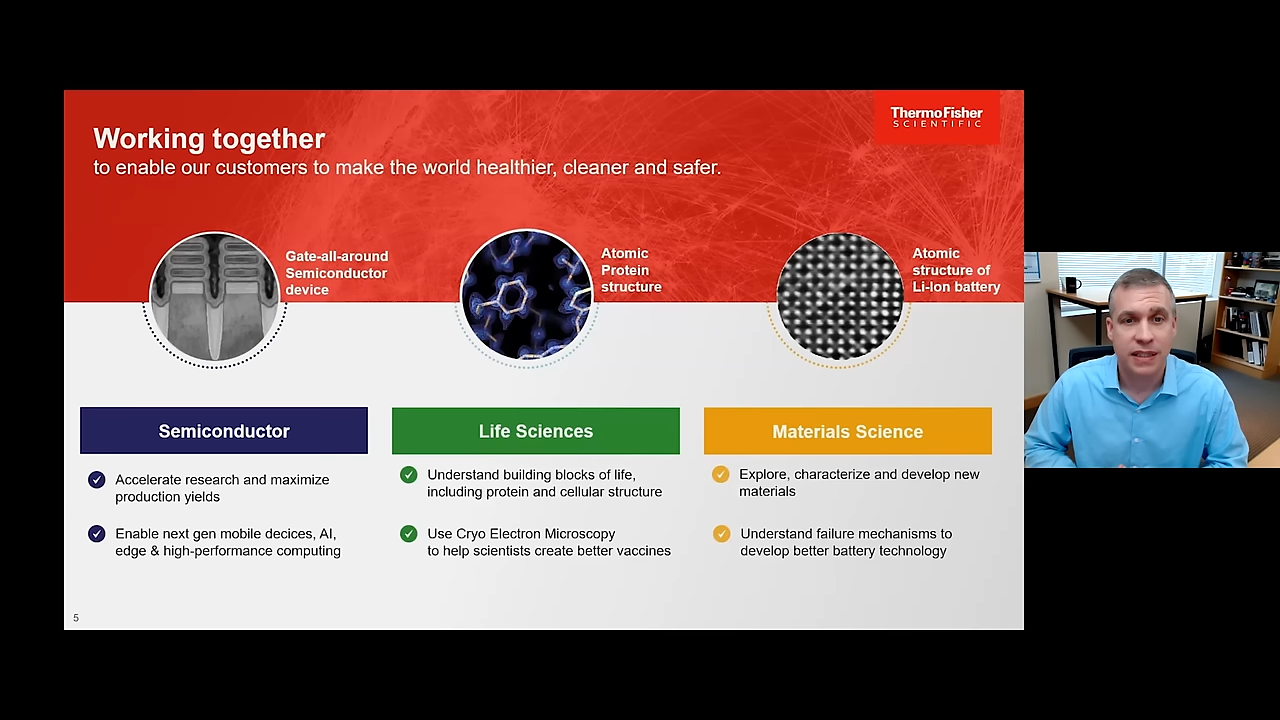 ThermoFisher
SCIENTIFIC
Working together
to enable our customers to make the world healthier, cleaner and safer.
Gate-all-around
Semiconductor
device
Atomic
Protein
structure
Atomic
structure of
Li-Ion battery
Semiconductor
Accelerate research and maximize
production yields
Enable next gen mobile decices, AI,
edge & high-performance computing
Life Sciences
Understand building blocks of life,
including protein and cellular structure
Use Cryo Electron Microscopy
to help scientists create better vaccines
Materials Science
Explore, characterize and develop new
materials
Understand failure mechanisms to
develop better battery technology
5